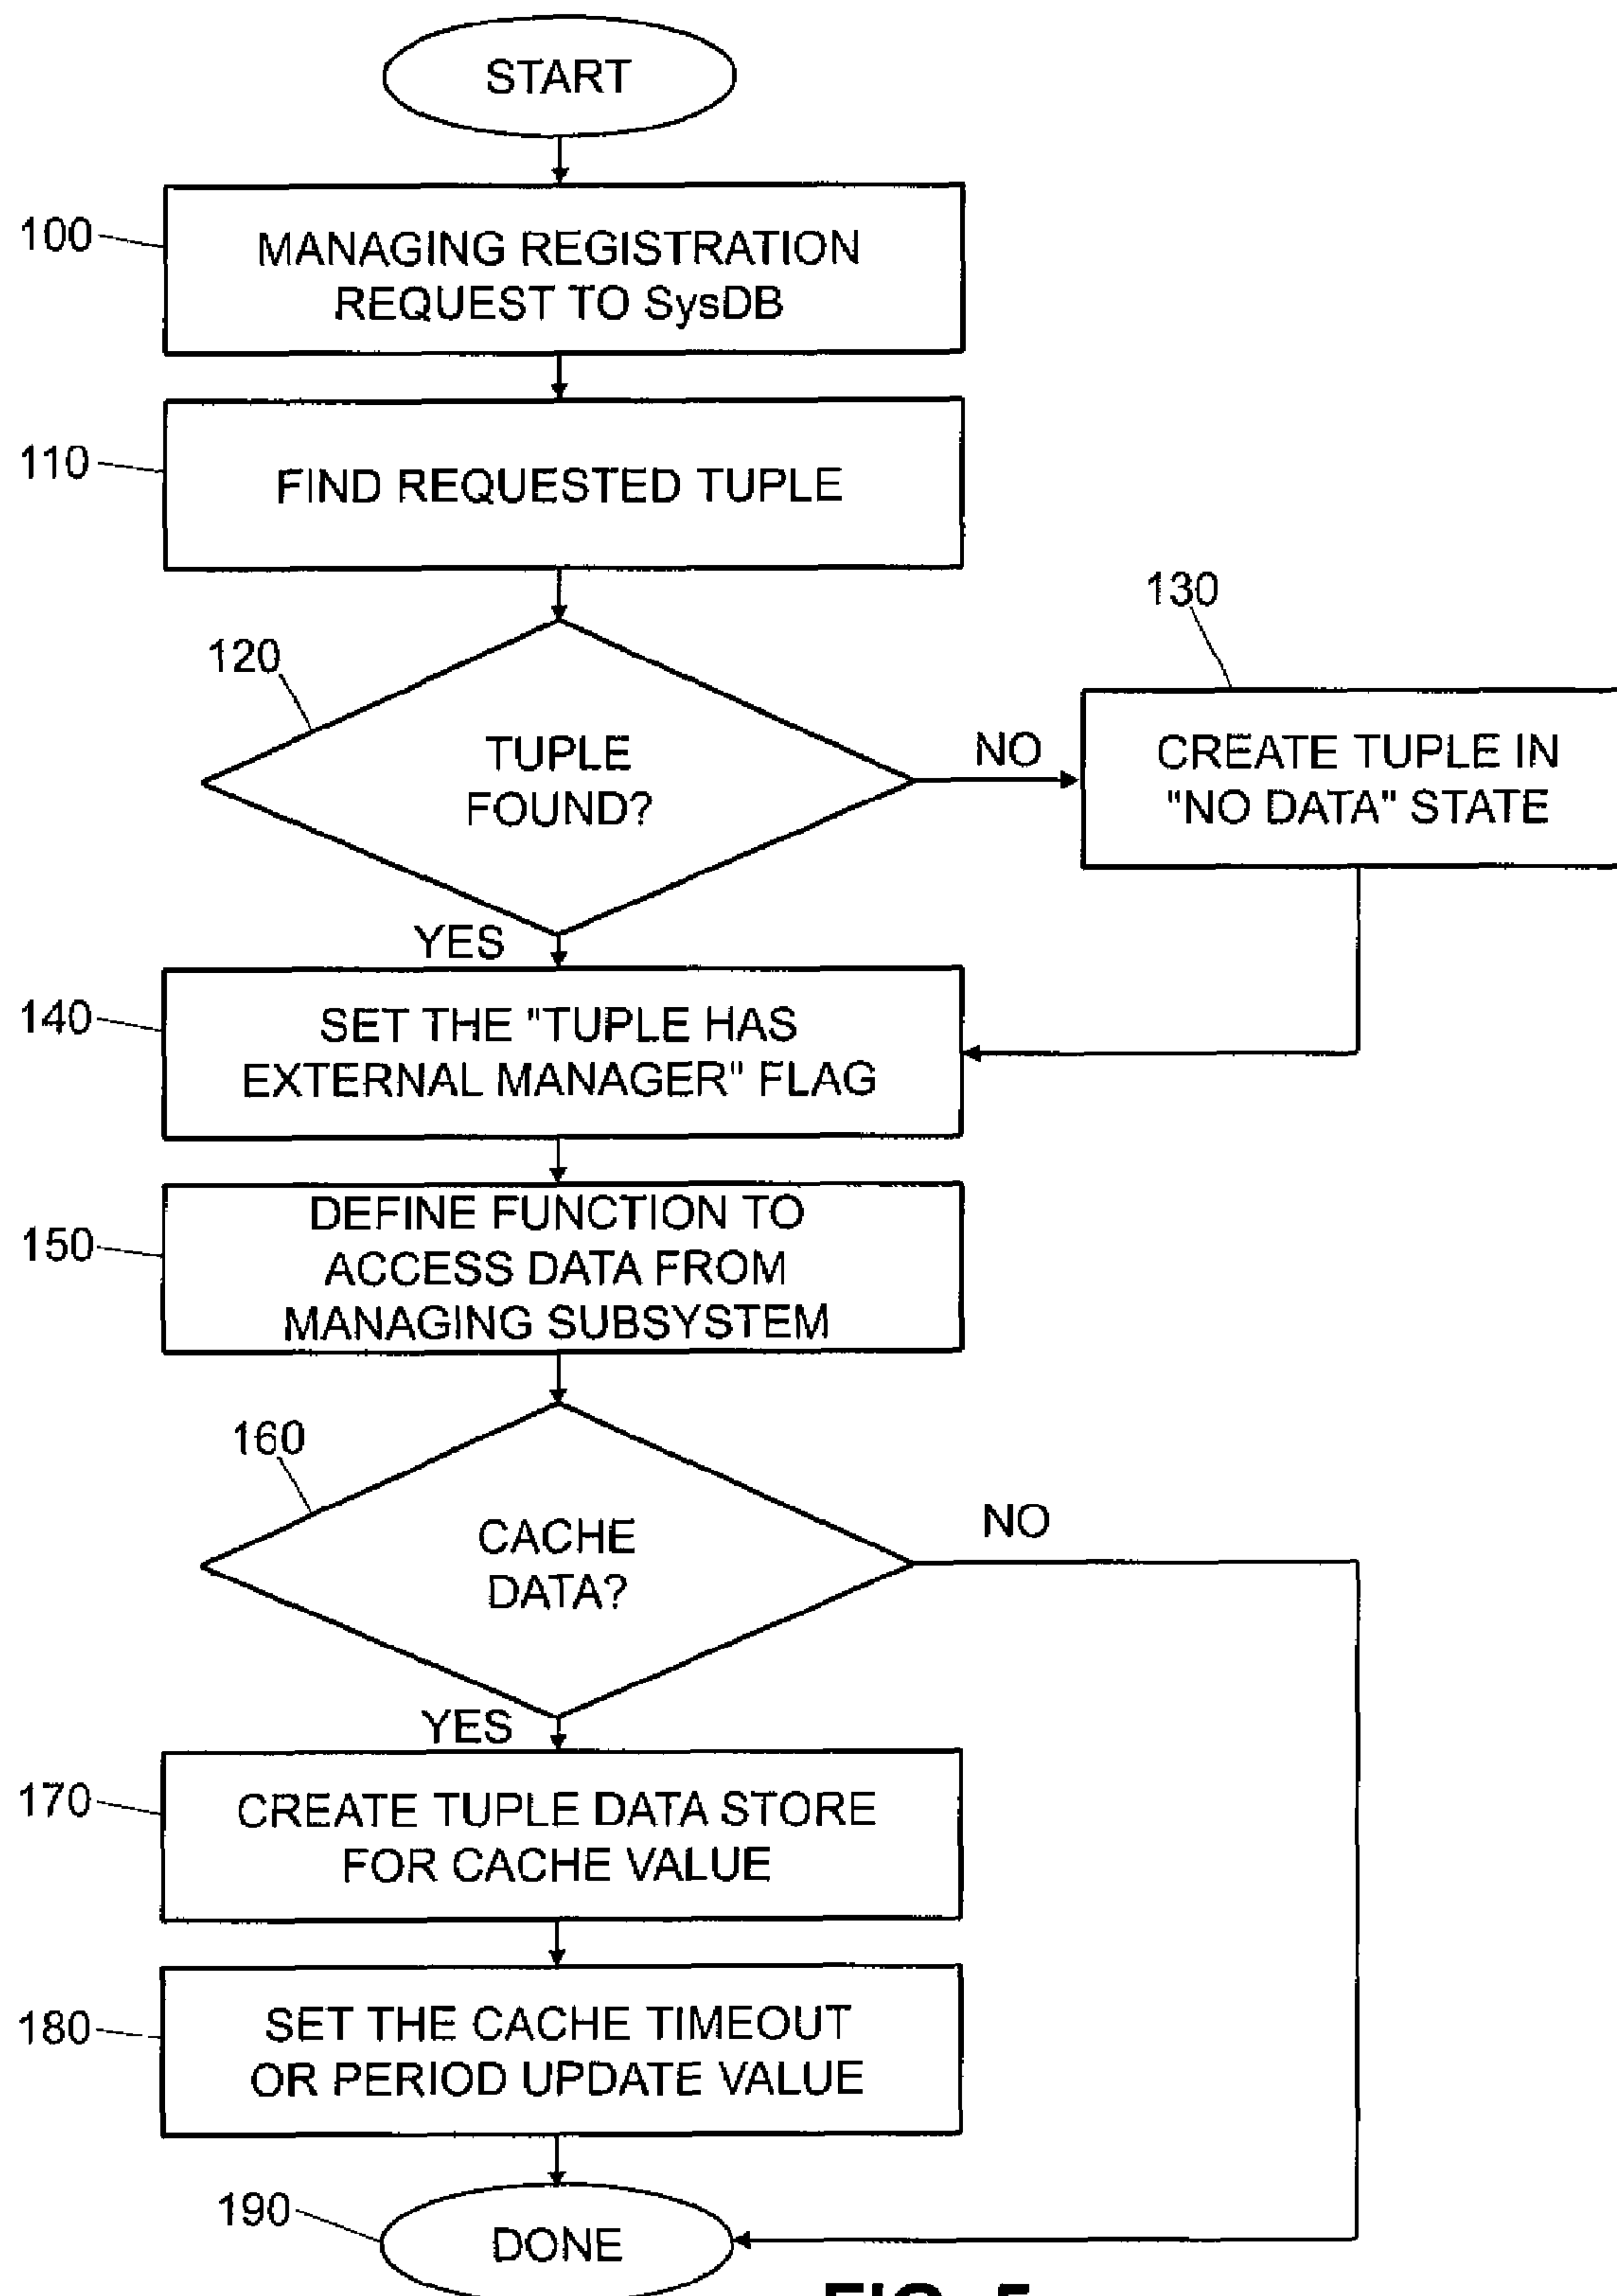 START
100
MANAGING REGISTRATION
REQUEST TO SysDB
110
FIND REQUESTED TUPLE
120
TUPLE
FOUND?
NO
130
CREATE TUPLE IN
"NO DATA" STATE
YES
140
SET THE "TUPLE HAS
EXTERNAL MANAGER" FLAG
150
DEFINE FUNCTION TO
ACCESS DATA FROM
MANAGING SUBSYSTEM
160
CACHE
DATA?
NO
YES
170
CREATE TUPLE DATA STORE
FOR CACHE VALUE
180
SET THE CACHE TIMEOUT
OR PERIOD UPDATE VALUE
190
DONE
FIG. 5